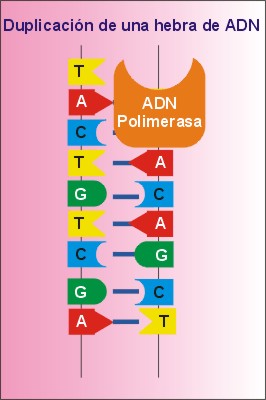 Duplicación de una hebra de ADN
T
A
ADN
C
Polimerasa
T A
G C
T A
C G
G C
A T